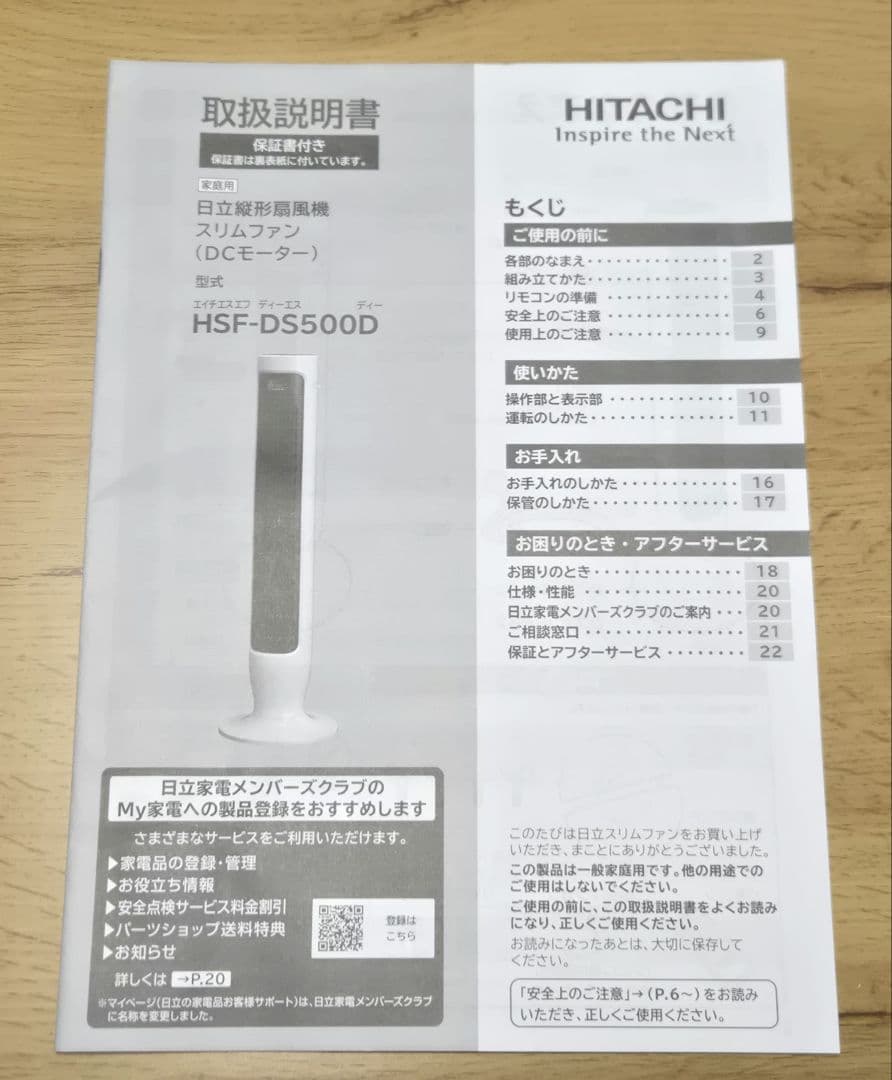 取扱説明書
保証書付き
保証書は裏表紙に付いています。
家庭用
日立縦形扇風機
スリムファン
(DCモーター)
型式
エイチエスエフ ディーエス ディー
HSF-DS500D
日立家電メンバーズクラブの
My家電への製品登録をおすすめします
さまざまなサービスをご利用いただけます。
▶家電品の登録・管理
▶お役立ち情報
▶安全点検サービス料金割引
▶パーツショップ送料特典
▶お知らせ
登録は
こちら
詳しくは →P.20
※マイページ(日立の家電品お客様サポート)は、日立家電メンバーズクラブ
に名称を変更しました。
HITACHI
Inspire the Next
もくじ
ご使用の前に
各部のなまえ・・・・・・・・・・・・・・・ 2
組み立てかた・・・・・・・・・・・・・・・ 3
リモコンの準備・・・・・・・・・・・・・ 4
安全上のご注意・・・・・・・・・・・・・ 6
使用上のご注意・・・・・・・・・・・・・ 9
使いかた
操作部と表示部・・・・・・・・・・・・・ 10
運転のしかた・・・・・・・・・・・・・・・ 11
お手入れ
お手入れのしかた・・・・・・・・・・・・ 16
保管のしかた・・・・・・・・・・・・・・・ 17
お困りのとき・アフターサービス
お困りのとき・・・・・・・・・・・・・・・ 18
仕様・性能・・・・・・・・・・・・・・・・ 20
日立家電メンバーズクラブのご案内・・・ 20
ご相談窓口・・・・・・・・・・・・・・・・ 21
保証とアフターサービス・・・・・・・・ 22
このたびは日立スリムファンをお買い上げ
いただき、まことにありがとうございました。
この製品は一般家庭用です。他の用途での
ご使用はしないでください。
ご使用の前に、この取扱説明書をよくお読み
になり、正しくご使用ください。
お読みになったあとは、大切に保存して
ください。
「安全上のご注意」→(P.6〜)をお読み
いただき、正しくご使用ください。